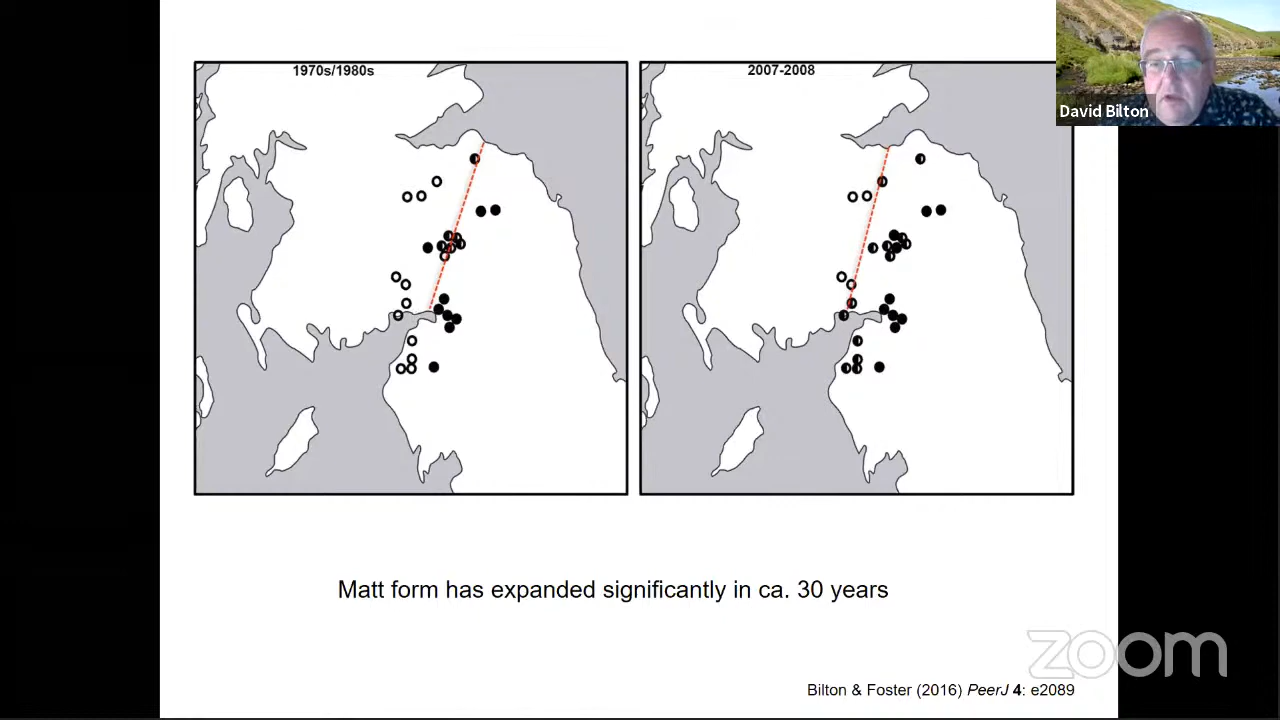 1970s/1980s
2007-2008
David Bilton
Matt form has expanded significantly in ca. 30 years
zoom
Bilton & Foster (2016) PeerJ 4: e2089